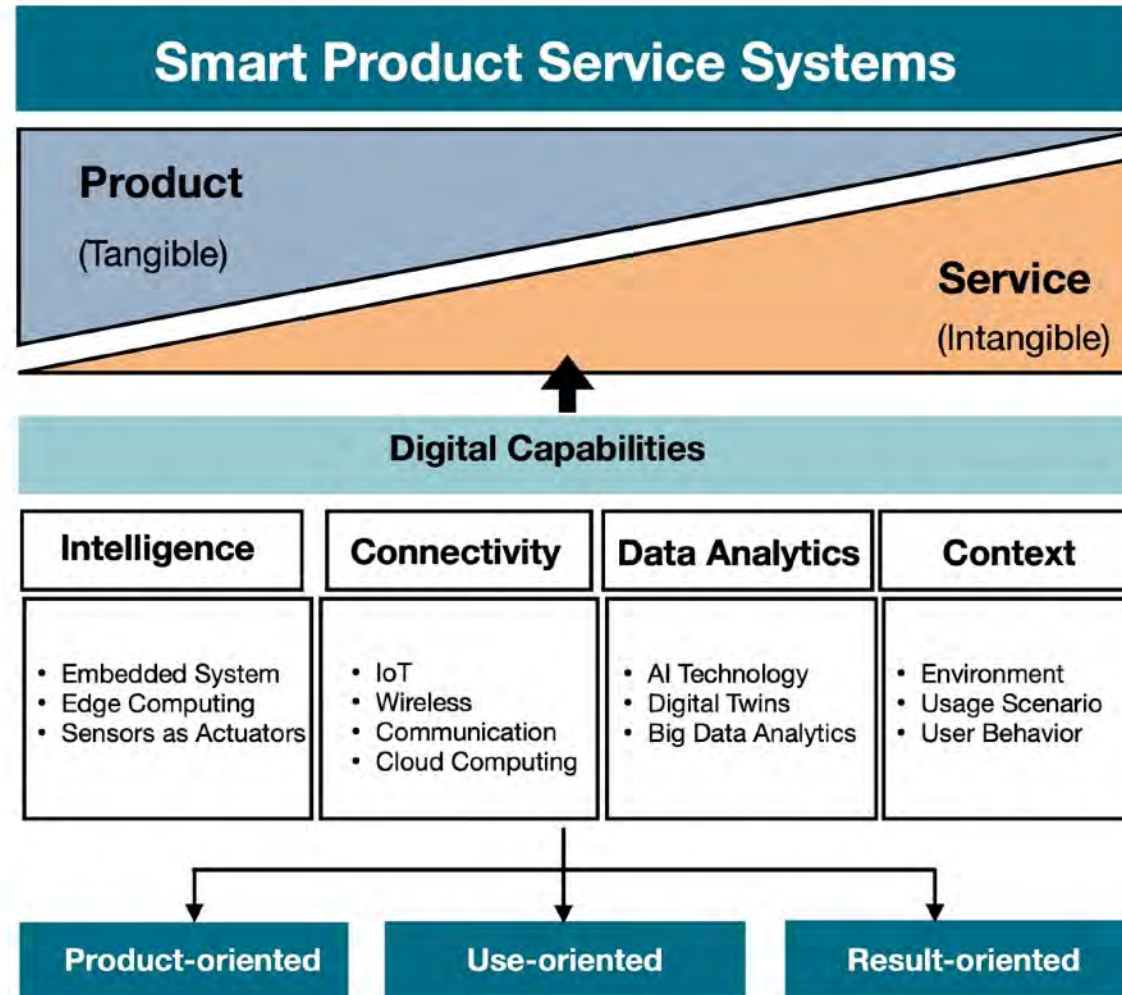 Smart Product Service Systems
Product
(Tangible)
Service
(Intangible)
Digital Capabilities
Intelligence
• Embedded System
• Edge Computing
• Sensors as Actuators
Connectivity
• IoT
• Wireless
• Communication
• Cloud Computing
Data Analytics
• AI Technology
• Digital Twins
• Big Data Analytics
Context
• Environment
• Usage Scenario
• User Behavior
Product-oriented
Use-oriented
Result-oriented